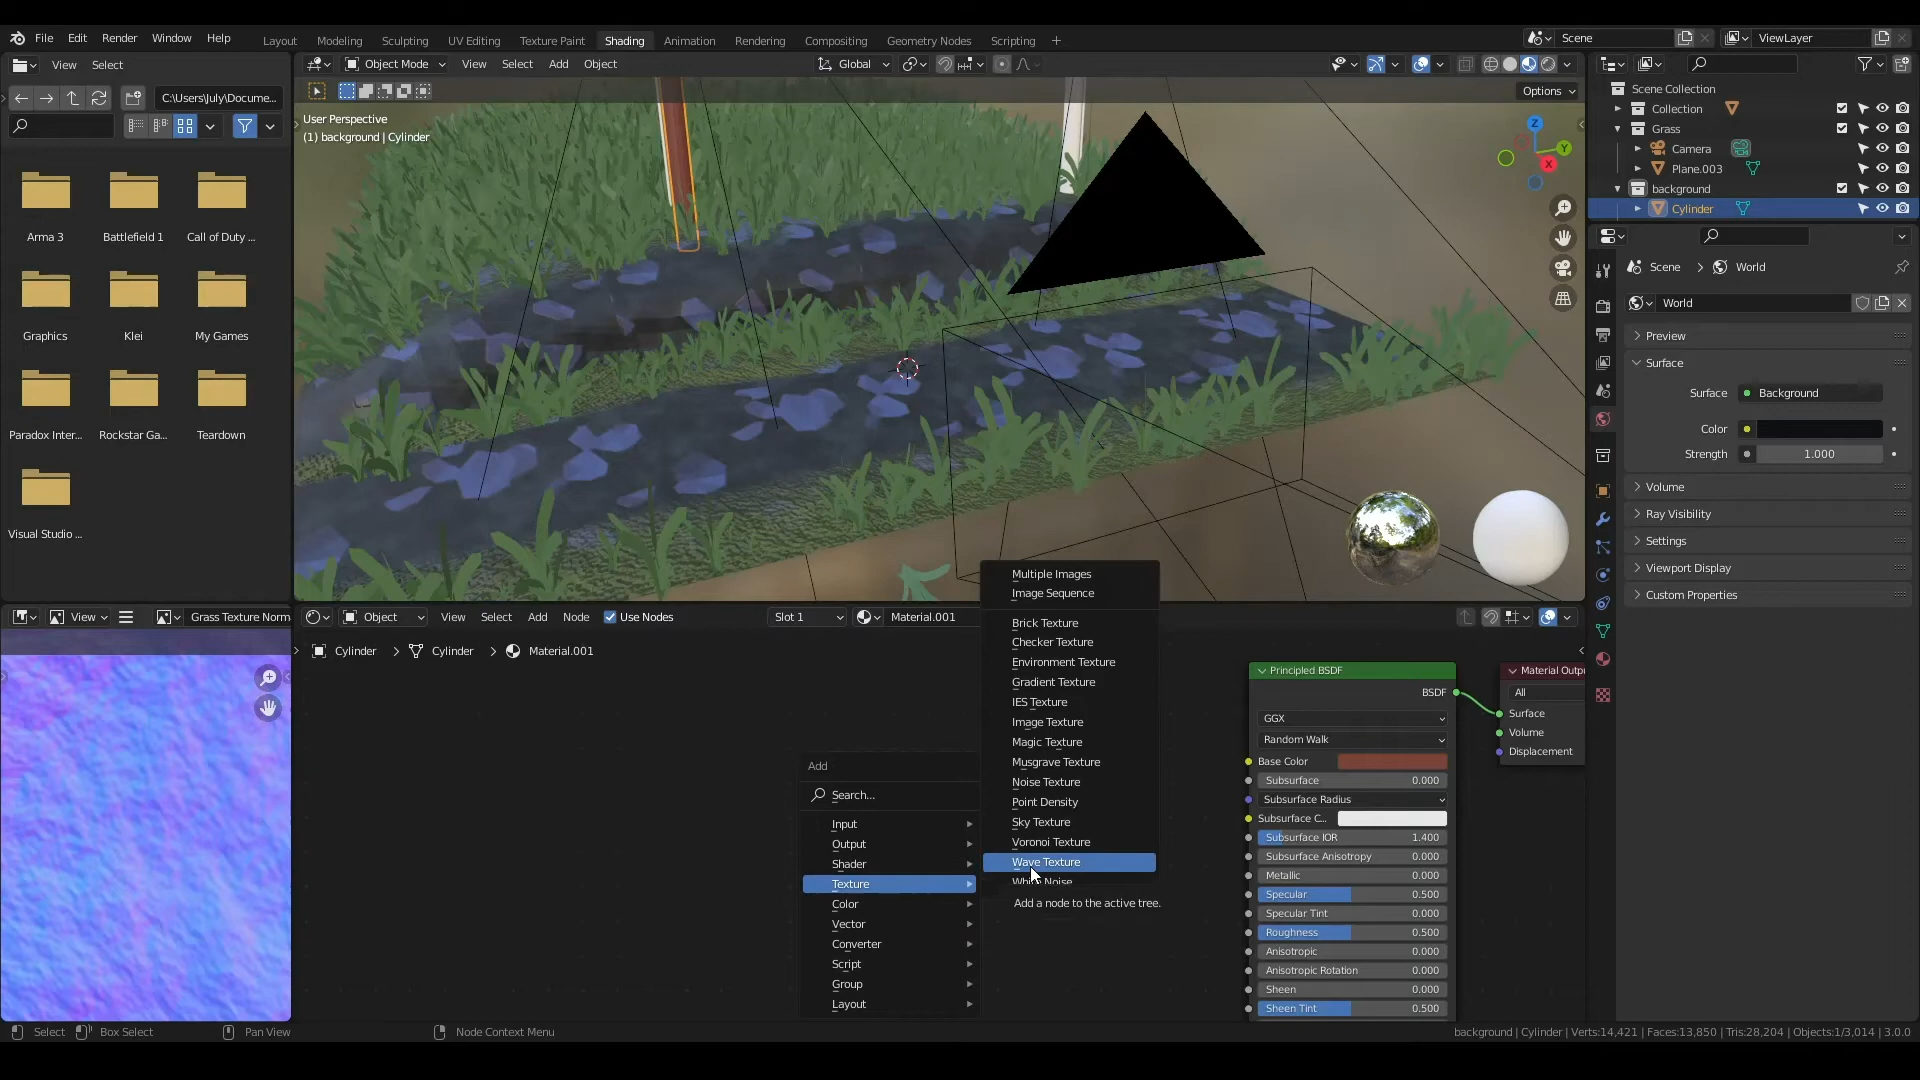 File Edit Render Window Help
Layout Modeling Sculpting UV Editing Texture Paint Shading Animation Rendering Compositing Geometry Nodes Scripting +
Scene
ViewLayer
View Select
C:\Users\July\Docume...
Arma 3
Battlefield 1
Call of Duty ...
Graphics
Klei
My Games
Paradox Inter...
Rockstar Ga...
Teardown
Visual Studio ...
Object Mode View Select Add Object
Global
Options
User Perspective
(1) background | Cylinder
Z
Y
X
Scene Collection
Collection
Grass
Camera
Plane.003
background
Cylinder
Scene > World
World
Preview
Surface
Surface Background
Color
Strength 1.000
Volume
Ray Visibility
Settings
Viewport Display
Custom Properties
View
Grass Texture Norm
Object View Select Add Node Use Nodes Slot 1 Material.001
Cylinder > Cylinder > Material.001
Add
Search...
Input
Output
Shader
Texture
Color
Vector
Converter
Script
Group
Layout
Multiple Images
Image Sequence
Brick Texture
Checker Texture
Environment Texture
Gradient Texture
IES Texture
Image Texture
Magic Texture
Musgrave Texture
Noise Texture
Point Density
Sky Texture
Voronoi Texture
Wave Texture
White Noise
Add a node to the active tree.
Principled BSDF
BSDF
GGX
Random Walk
Base Color
Subsurface 0.000
Subsurface Radius
Subsurface C...
Subsurface IOR 1.400
Subsurface Anisotropy 0.000
Metallic 0.000
Specular 0.500
Specular Tint 0.000
Roughness 0.500
Anisotropic 0.000
Anisotropic Rotation 0.000
Sheen 0.000
Sheen Tint 0.500
Material Outp
All
Surface
Volume
Displacement
Select Box Select Pan View Node Context Menu
background | Cylinder | Verts:14,421 | Faces:13,850 | Tris:28,204 | Objects:1/3,014 | 3.0.0